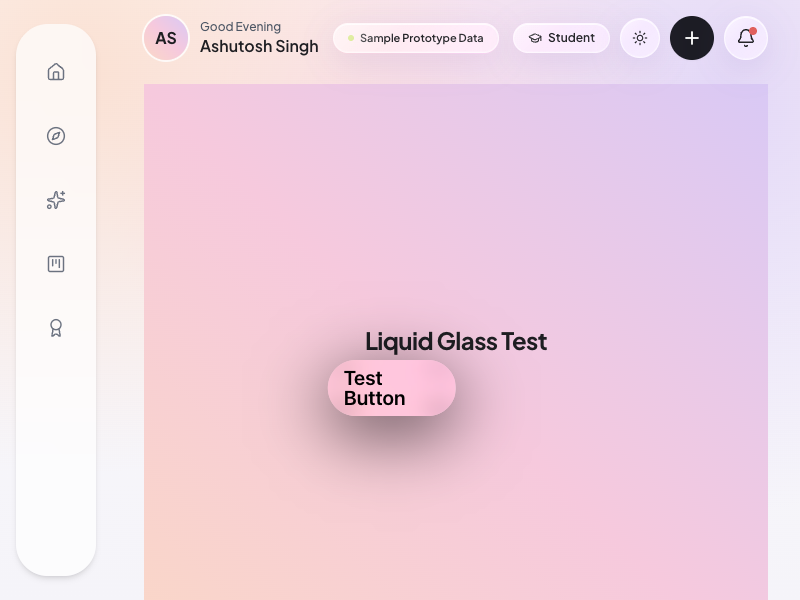 AS
Good Evening
Ashutosh Singh
Sample Prototype Data
Student
Liquid Glass Test
Test
Button